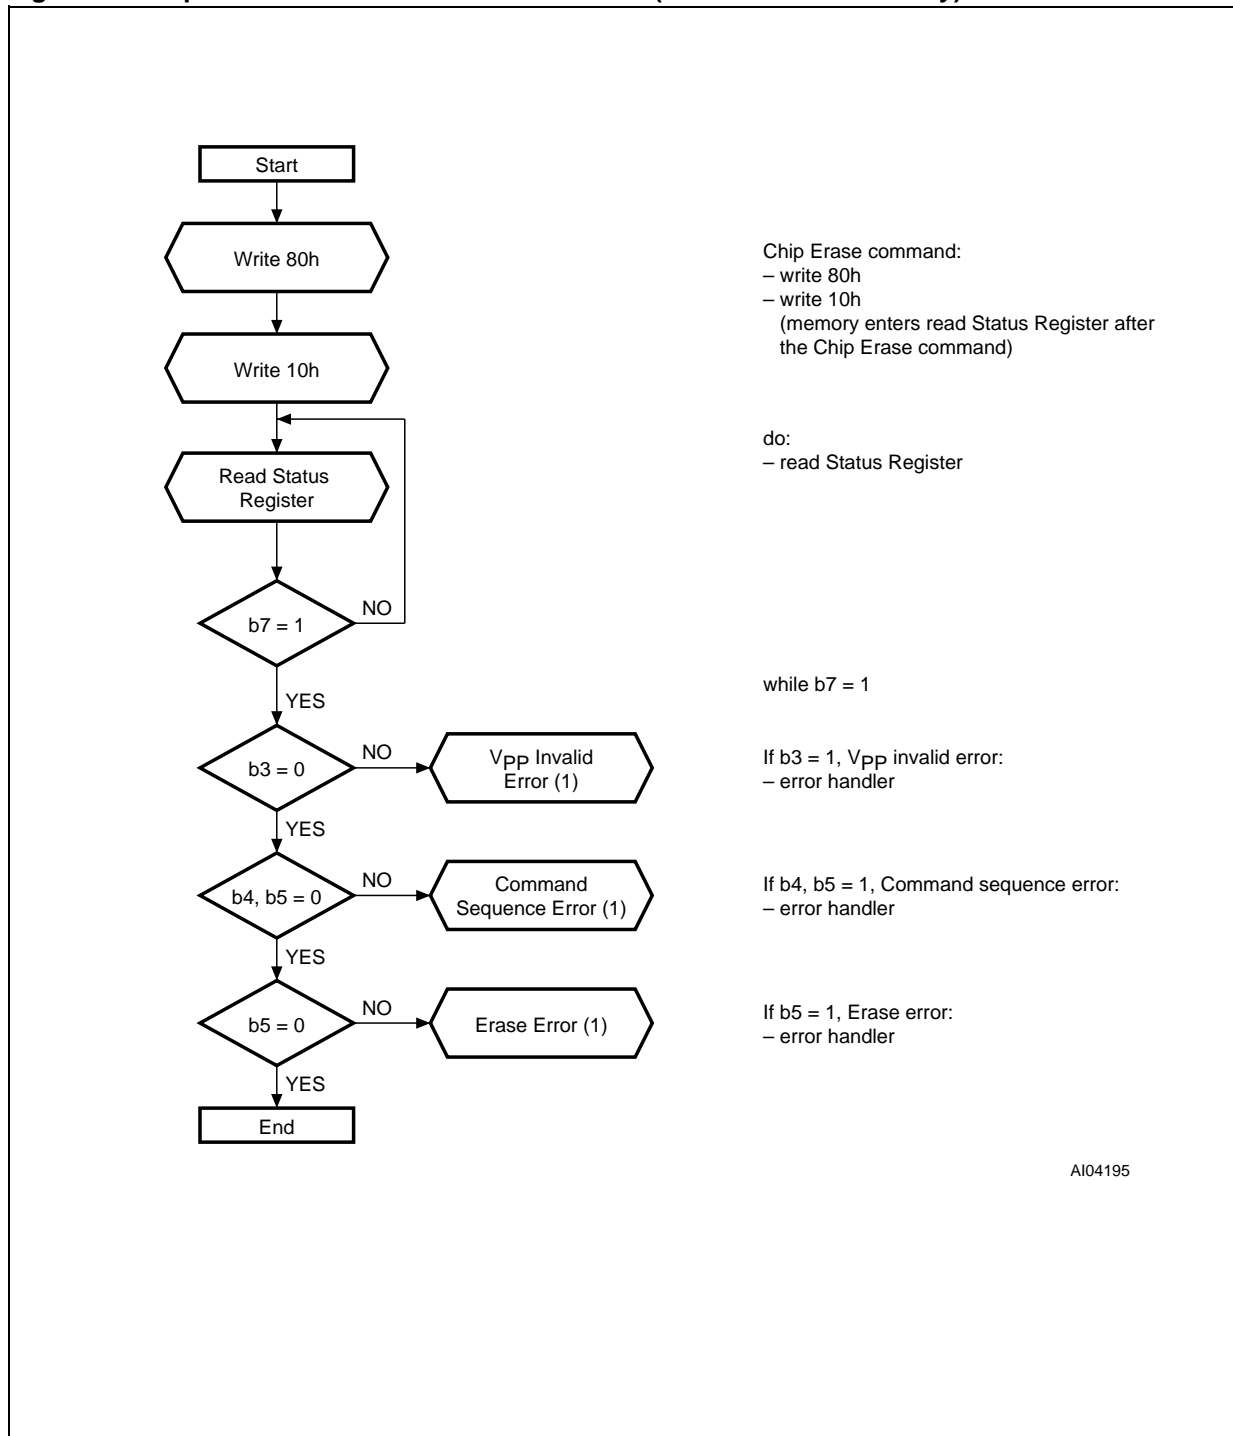 Start
Write 80h
Chip Erase command:
– write 80h
– write 10h
(memory enters read Status Register after
the Chip Erase command)
Write 10h
do:
– read Status Register
Read Status
Register
b7 = 1
NO
YES
while b7 = 1
b3 = 0
NO
VPP Invalid
Error (1)
If b3 = 1, VPP invalid error:
– error handler
YES
b4, b5 = 0
NO
Command
Sequence Error (1)
If b4, b5 = 1, Command sequence error:
– error handler
YES
b5 = 0
NO
Erase Error (1)
If b5 = 1, Erase error:
– error handler
YES
End
AI04195